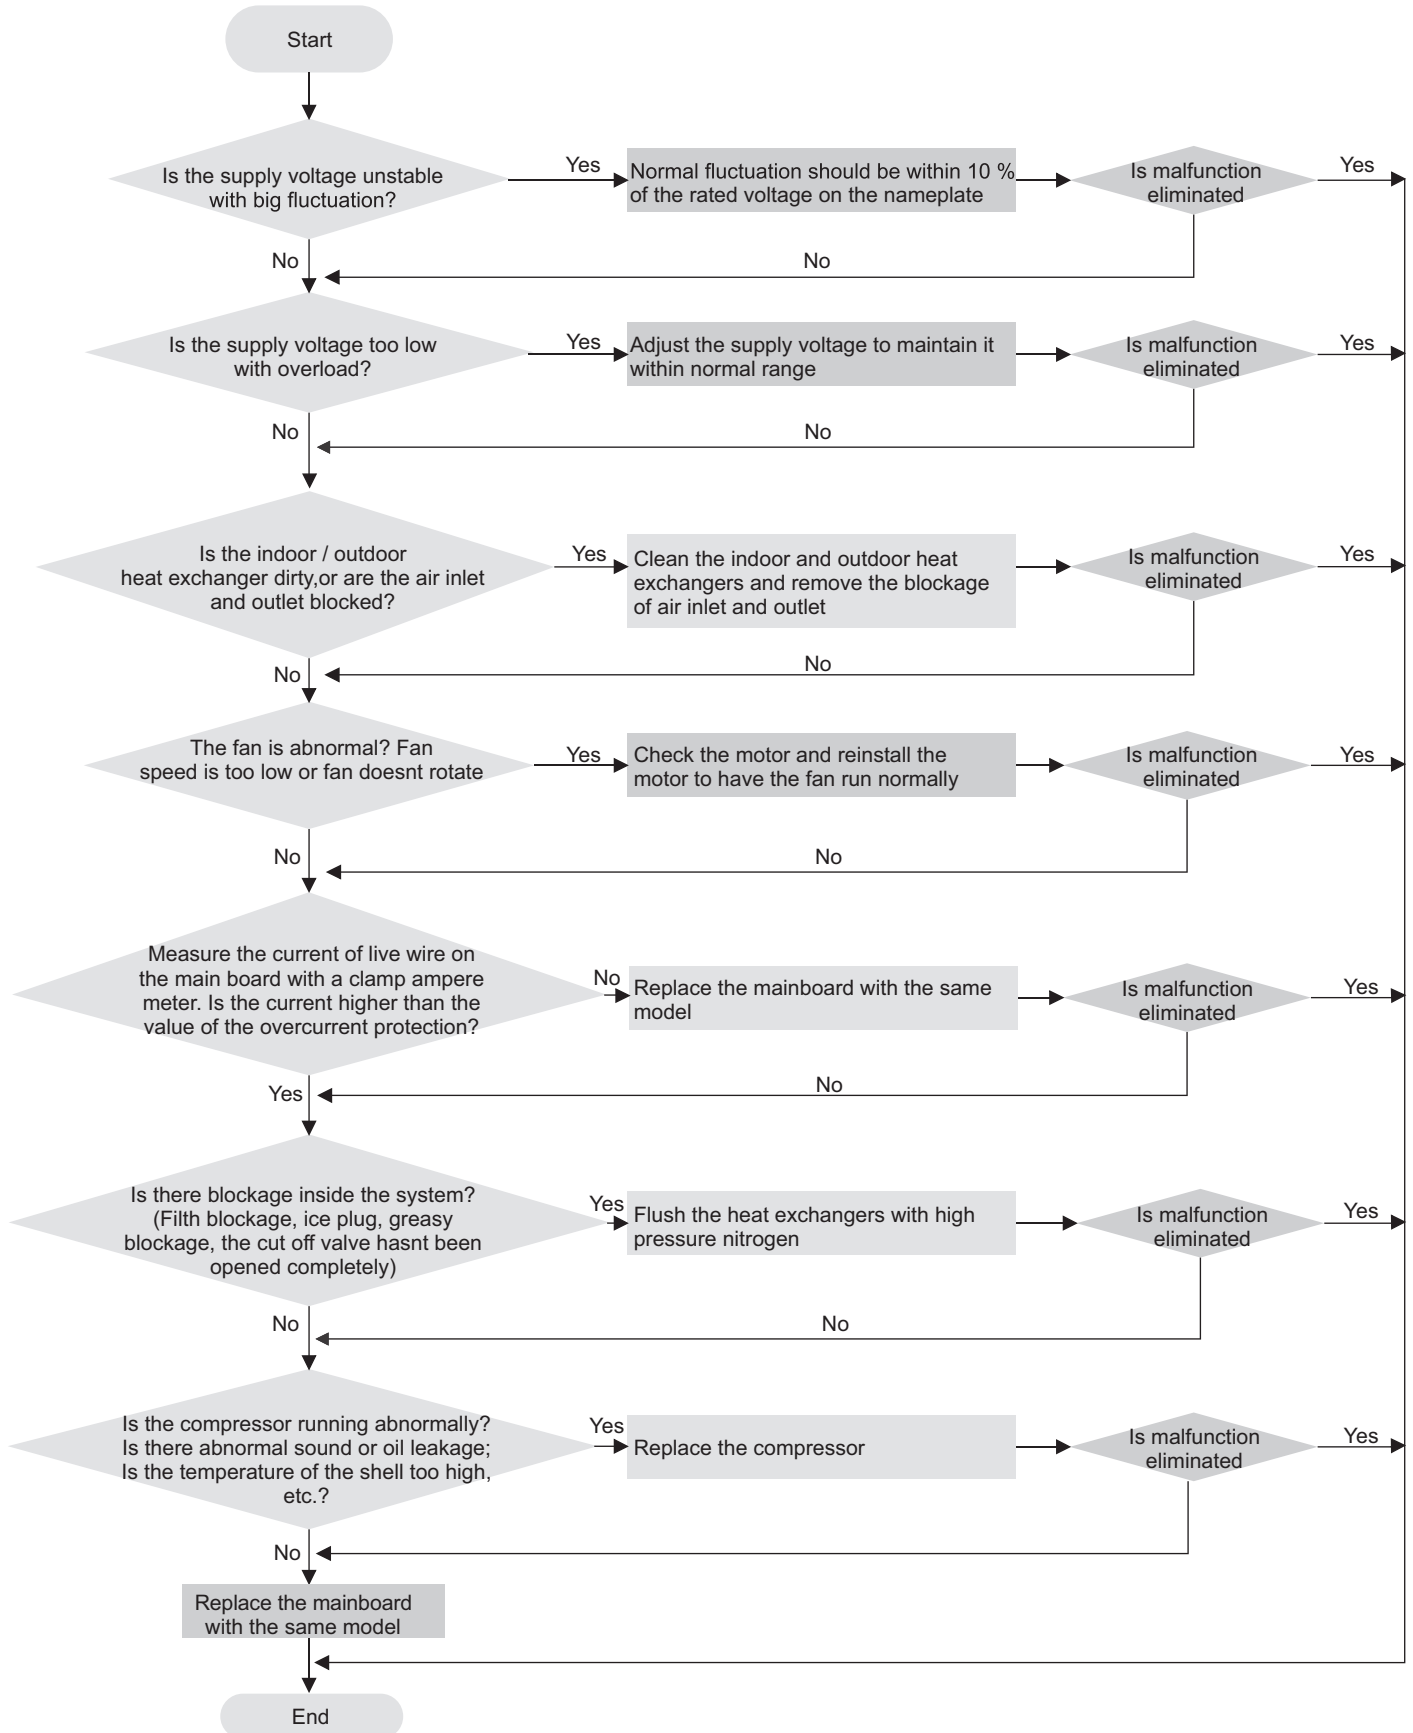 Start
Is the supply voltage unstable
with big fluctuation?
Yes
Normal fluctuation should be within 10 %
of the rated voltage on the nameplate
Is malfunction
eliminated
Yes
No
No
Is the supply voltage too low
with overload?
Yes
Adjust the supply voltage to maintain it
within normal range
Is malfunction
eliminated
Yes
No
No
Is the indoor / outdoor
heat exchanger dirty,or are the air inlet
and outlet blocked?
Yes
Clean the indoor and outdoor heat
exchangers and remove the blockage
of air inlet and outlet
Is malfunction
eliminated
Yes
No
No
The fan is abnormal? Fan
speed is too low or fan doesnt rotate
Yes
Check the motor and reinstall the
motor to have the fan run normally
Is malfunction
eliminated
Yes
No
No
Measure the current of live wire on
the main board with a clamp ampere
meter. Is the current higher than the
value of the overcurrent protection?
No
Replace the mainboard with the same
model
Is malfunction
eliminated
Yes
Yes
No
Is there blockage inside the system?
(Filth blockage, ice plug, greasy
blockage, the cut off valve hasnt been
opened completely)
Yes
Flush the heat exchangers with high
pressure nitrogen
Is malfunction
eliminated
Yes
No
No
Is the compressor running abnormally?
Is there abnormal sound or oil leakage;
Is the temperature of the shell too high,
etc.?
Yes
Replace the compressor
Is malfunction
eliminated
Yes
No
Replace the mainboard
with the same model
End